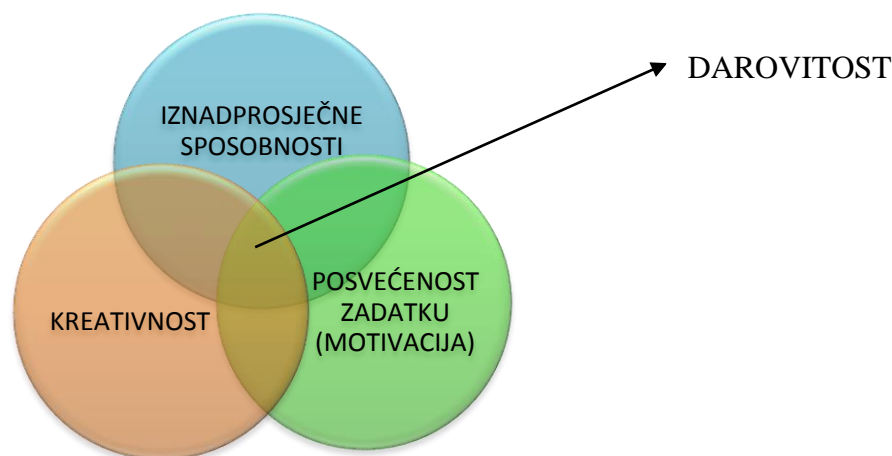 DAROVITOST
IZNADPROSJEČNE
SPOSOBNOSTI
KREATIVNOST
POSVEĆENOST
ZADATKU
(MOTIVACIJA)